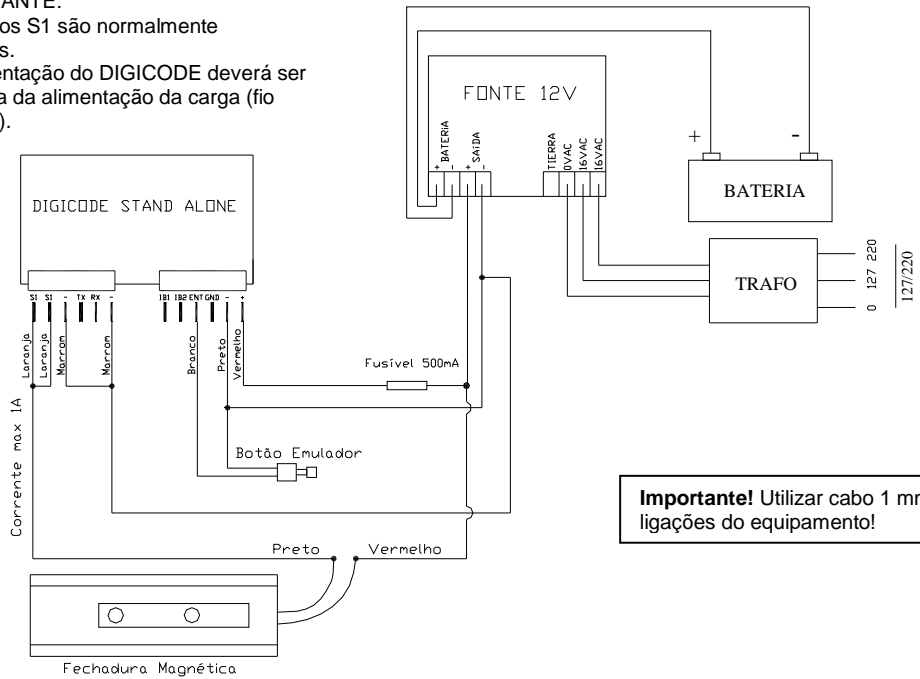 ANTE:
os S1 são normalmente
s.
entação do DIGICODE deverá ser
a da alimentação da carga (fio
).
FONTE 12V
+ BATERIA -
+ SAíDA -
TIERRA
0VAC
16VAC
16VAC
+ -
BATERIA
TRAFO
0 127 220
127/220
DIGICODE STAND ALONE
S1 S1 - TX RX -
IB1 IB2 ENT GND - +
Laranja
Laranja
Marrom
Marrom
Branco
Preto
Vermelho
Fusível 500mA
Corrente max 1A
Botão Emulador
Importante! Utilizar cabo 1 mm
ligações do equipamento!
Preto Vermelho
Fechadura Magnética